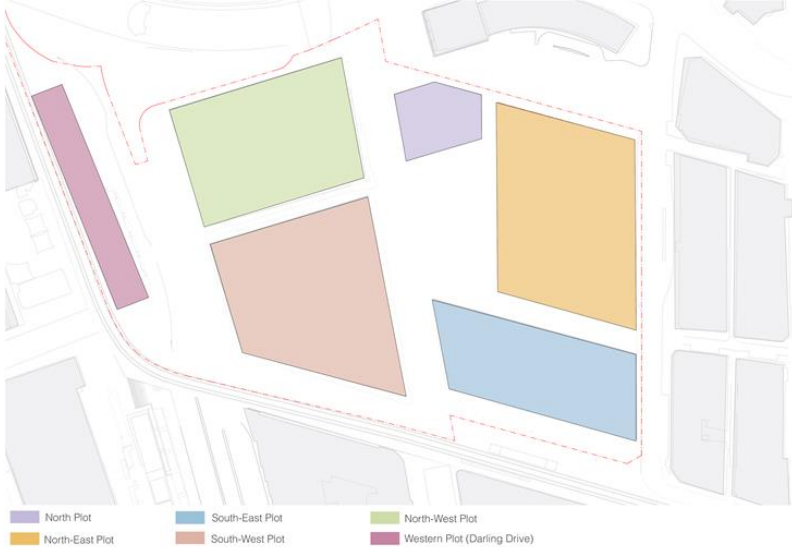 North Plot
South-East Plot
North-West Plot
North-East Plot
South-West Plot
Western Plot (Darling Drive)